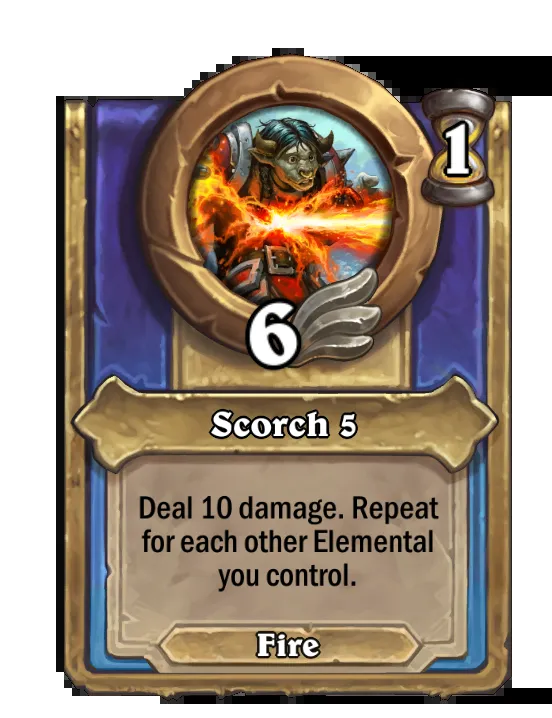 1
6
Scorch 5
Deal 10 damage. Repeat
for each other Elemental
you control.
Fire